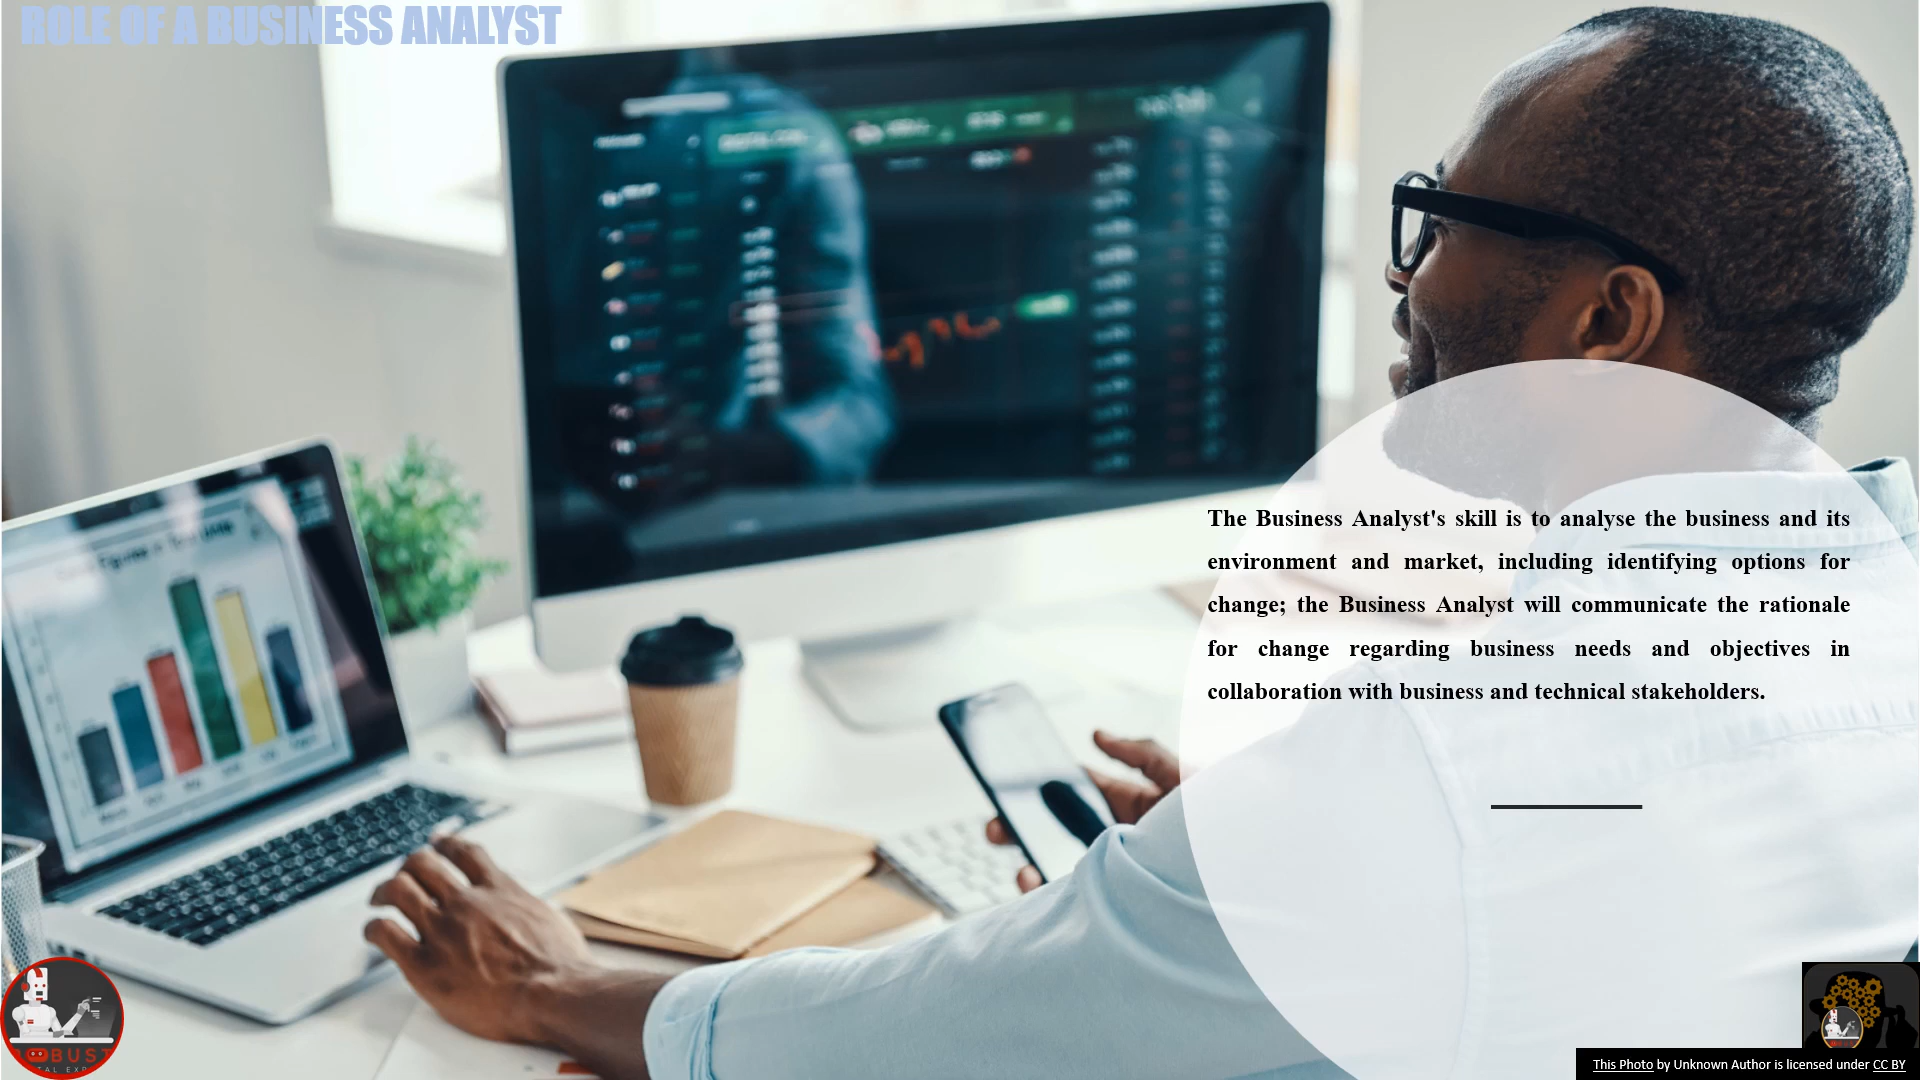 ROLE OF A BUSINESS ANALYST
The Business Analyst's skill is to analyse the business and its
environment and market, including identifying options for
change; the Business Analyst will communicate the rationale
for change regarding business needs and objectives in
collaboration with business and technical stakeholders.
This Photo by Unknown Author is licensed under CC BY